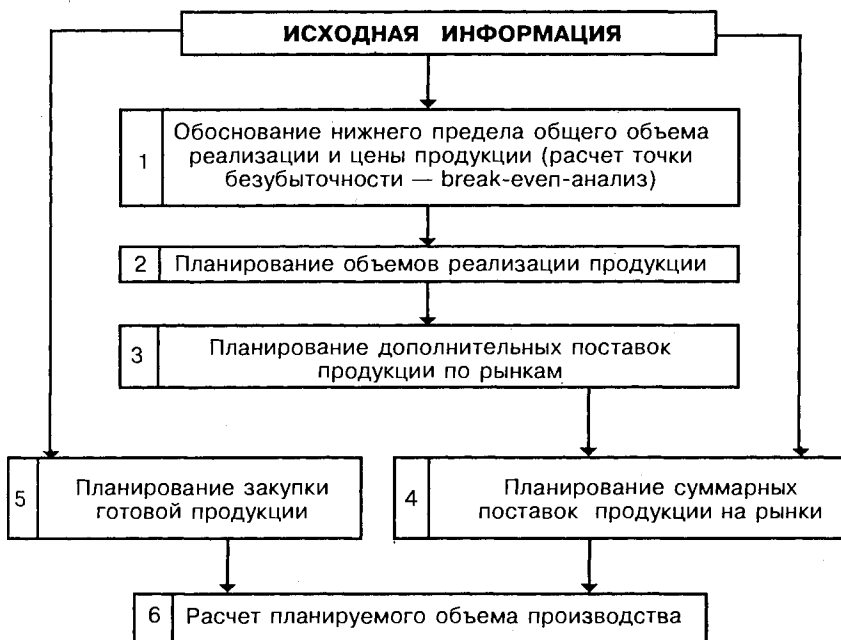 ИСХОДНАЯ ИНФОРМАЦИЯ
1
Обоснование нижнего предела общего объема
реализации и цены продукции (расчет точки
безубыточности — break-even-анализ)
2
Планирование объемов реализации продукции
3
Планирование дополнительных поставок
продукции по рынкам
5
Планирование закупки
готовой продукции
4
Планирование суммарных
поставок продукции на рынки
6
Расчет планируемого объема производства